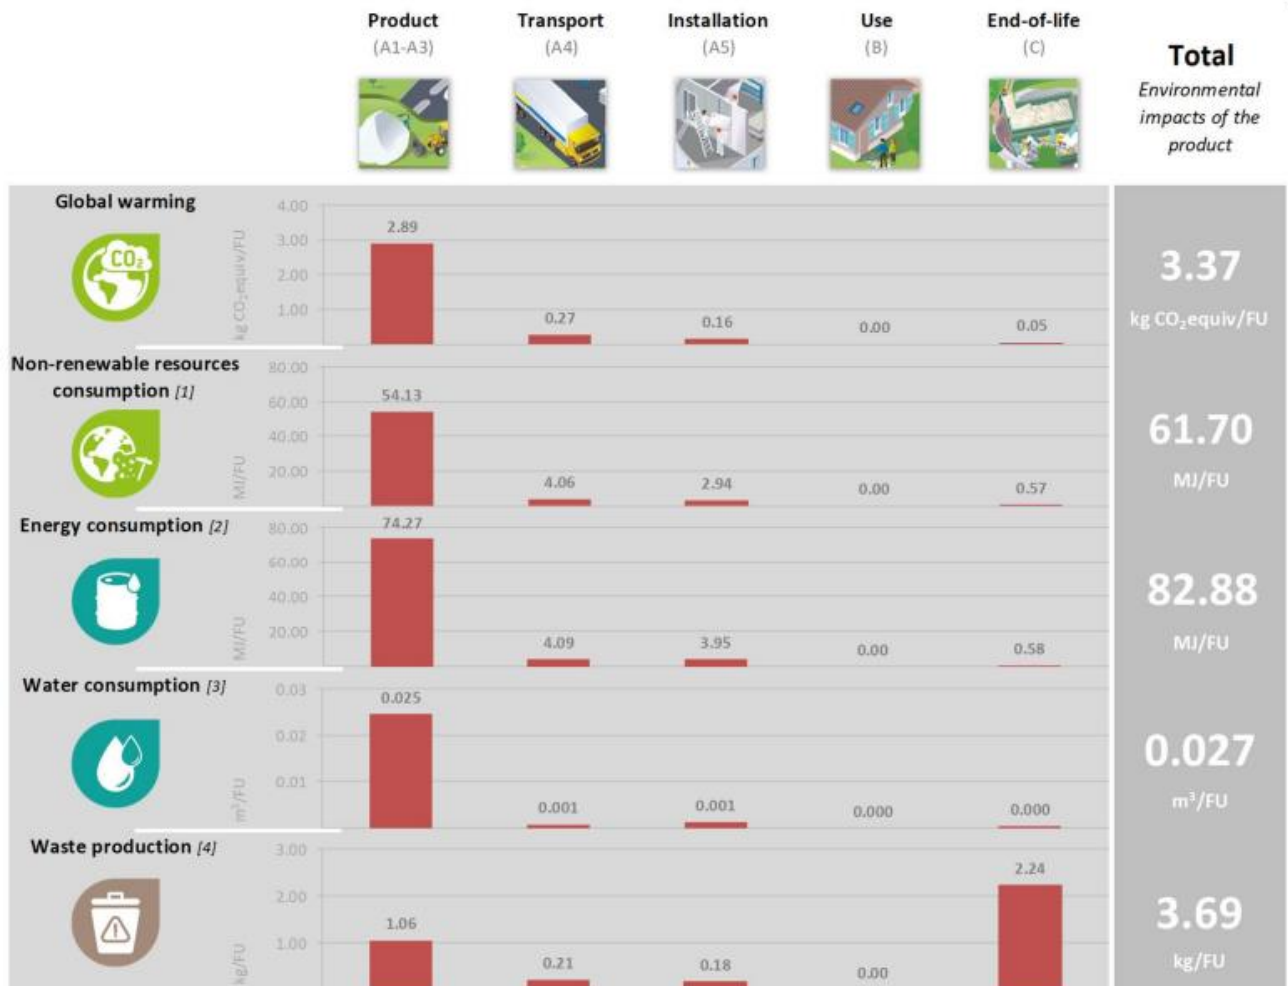 Product
(A1-A3)
Transport
(A4)
Installation
(A5)
Use
(B)
End-of-life
(C)
Total
Environmental
impacts of the
product
Global warming
CO₂
kg CO₂equiv/FU
4.00
3.00
2.00
1.00
2.89
0.27
0.16
0.00
0.05
3.37
kg CO₂equiv/FU
Non-renewable resources
consumption [1]
MJ/FU
80.00
60.00
40.00
20.00
54.13
4.06
2.94
0.00
0.57
61.70
MJ/FU
Energy consumption [2]
MJ/FU
80.00
60.00
40.00
20.00
74.27
4.09
3.95
0.00
0.58
82.88
MJ/FU
Water consumption [3]
m³/FU
0.03
0.02
0.01
0.025
0.001
0.001
0.000
0.000
0.027
m³/FU
Waste production [4]
kg/FU
3.00
2.00
1.00
1.06
0.21
0.18
0.00
2.24
3.69
kg/FU